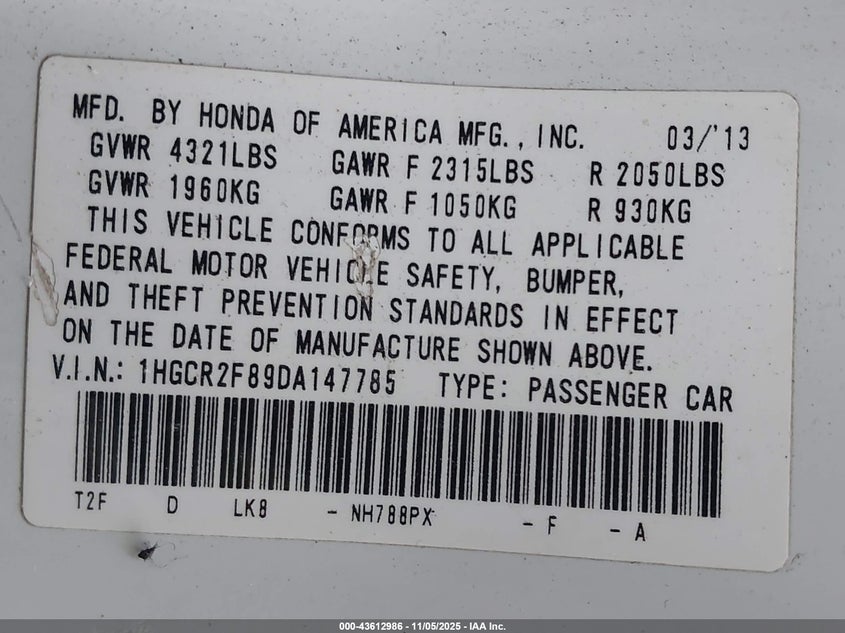 MFD. BY HONDA OF AMERICA MFG., INC. 03/'13
GVWR 4321LBS GAWR F 2315LBS R 2050LBS
GVWR 1960KG GAWR F 1050KG R 930KG
THIS VEHICLE CONFORMS TO ALL APPLICABLE
FEDERAL MOTOR VEHICLE SAFETY, BUMPER,
AND THEFT PREVENTION STANDARDS IN EFFECT
ON THE DATE OF MANUFACTURE SHOWN ABOVE.
V.I.N.: 1HGCR2F89DA147785 TYPE: PASSENGER CAR
T2F D LK8 - NH788PX - F - A
000-43612986 - 11/05/2025 - IAA Inc.